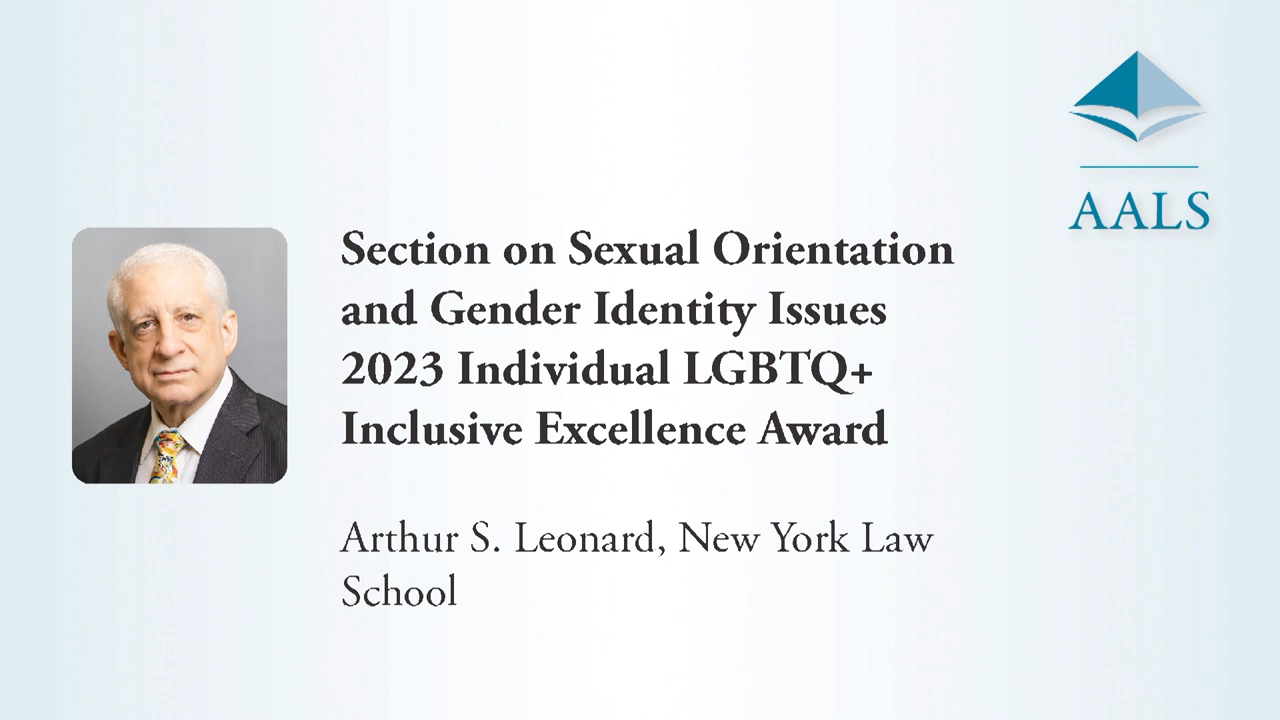 AALS
Section on Sexual Orientation
and Gender Identity Issues
2023 Individual LGBTQ+
Inclusive Excellence Award
Arthur S. Leonard, New York Law
School